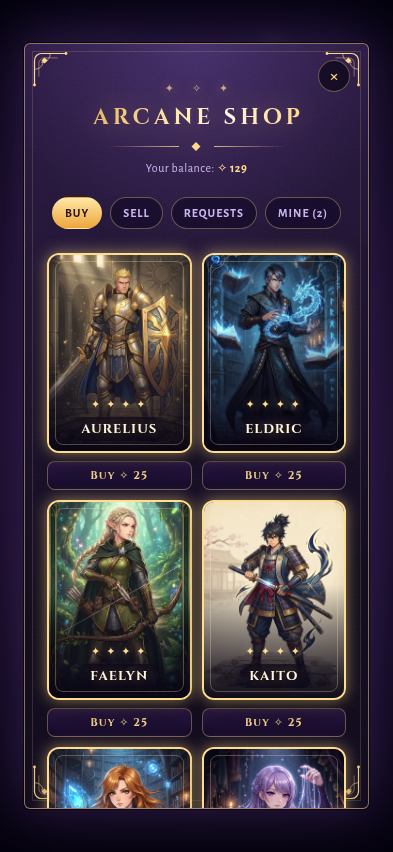 ×
ARCANE SHOP
Your balance: ✧ 129
BUY SELL REQUESTS MINE (2)
AURELIUS ELDRIC
BUY ✧ 25 BUY ✧ 25
FAELYN KAITO
BUY ✧ 25 BUY ✧ 25